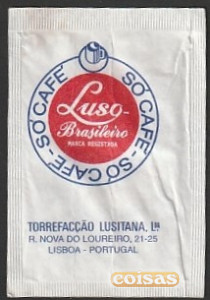 SÓ CAFÉ - SÓ CAFÉ - SÓ CAFÉ
Luso-
Brasileiro
MARCA REGISTADA
TORREFACÇÃO LUSITANA, Lda
R. NOVA DO LOUREIRO, 21-25
LISBOA - PORTUGAL
coisas